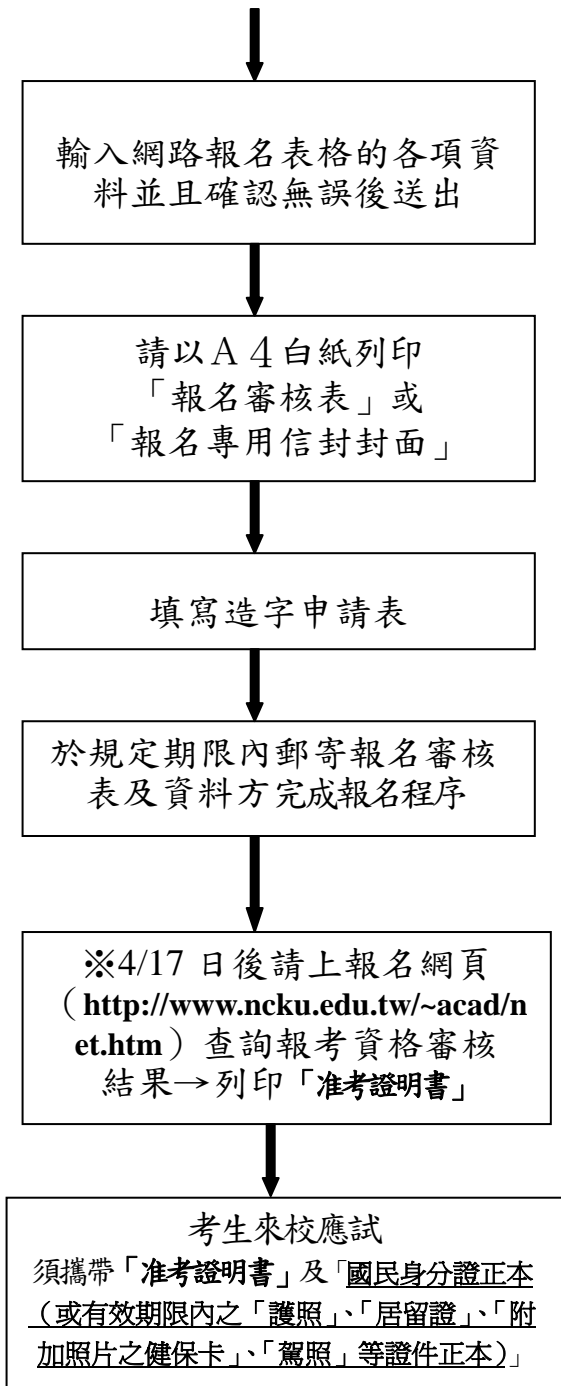 輸入網路報名表格的各項資
料並且確認無誤後送出
請以A４白紙列印
「報名審核表」或
「報名專用信封封面」
填寫造字申請表
於規定期限內郵寄報名審核
表及資料方完成報名程序
※4/17 日後請上報名網頁
（http://www.ncku.edu.tw/~acad/n
et.htm）查詢報考資格審核
結果→列印「准考證明書」
考生來校應試
須攜帶「准考證明書」及「國民身分證正本
（或有效期限內之「護照」、「居留證」、「附
加照片之健保卡」、「駕照」等證件正本）」